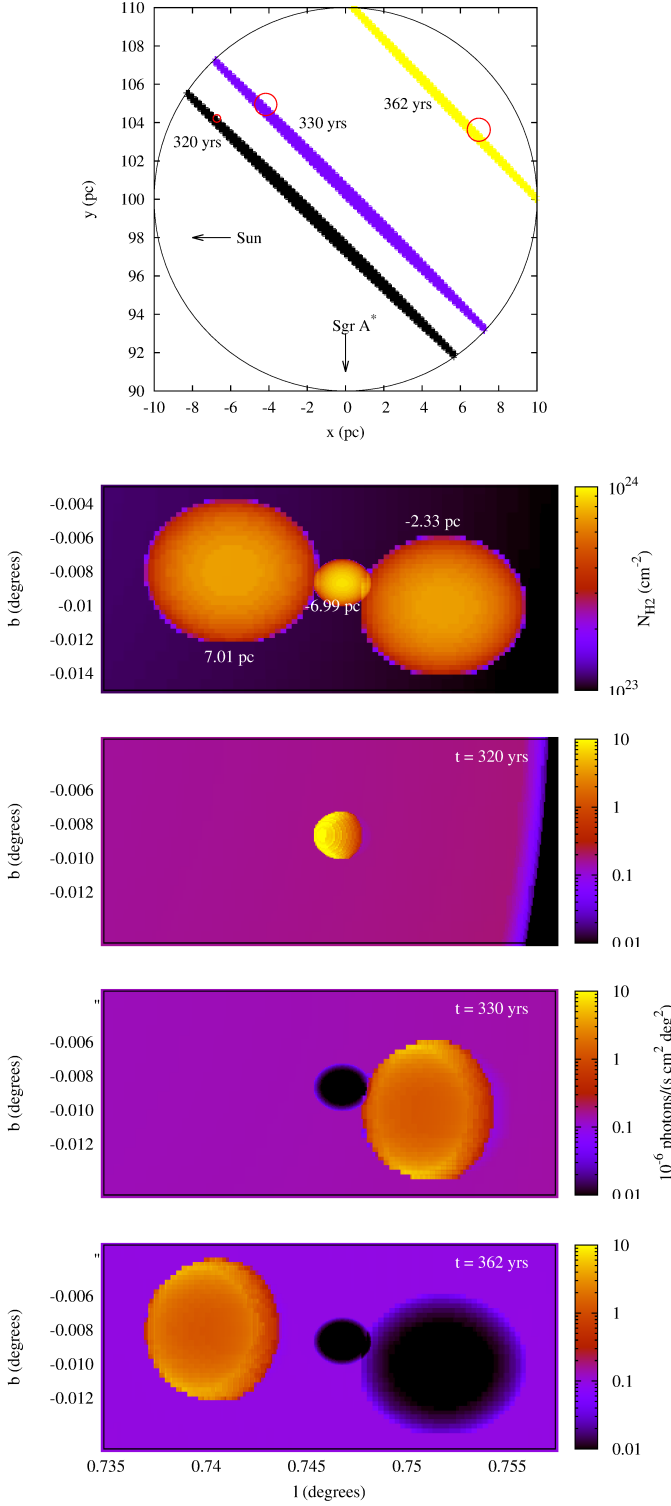 110
108
106
104
102
100
98
96
94
92
90
y (pc)
362 yrs
330 yrs
320 yrs
Sun
Sgr A*
-10 -8 -6 -4 -2 0 2 4 6 8 10
x (pc)
-0.004
-0.006
-0.008
-0.01
-0.012
-0.014
b (degrees)
-2.33 pc
-6.99 pc
7.01 pc
10^24
10^23
N_H2 (cm^-2)
-0.006
-0.008
-0.010
-0.012
b (degrees)
t = 320 yrs
10
1
0.1
0.01
"
-0.006
-0.008
-0.010
-0.012
b (degrees)
t = 330 yrs
10
1
0.1
0.01
10^-6 photons/(s cm^2 deg^2)
"
-0.006
-0.008
-0.010
-0.012
b (degrees)
t = 362 yrs
10
1
0.1
0.01
0.735 0.74 0.745 0.75 0.755
l (degrees)